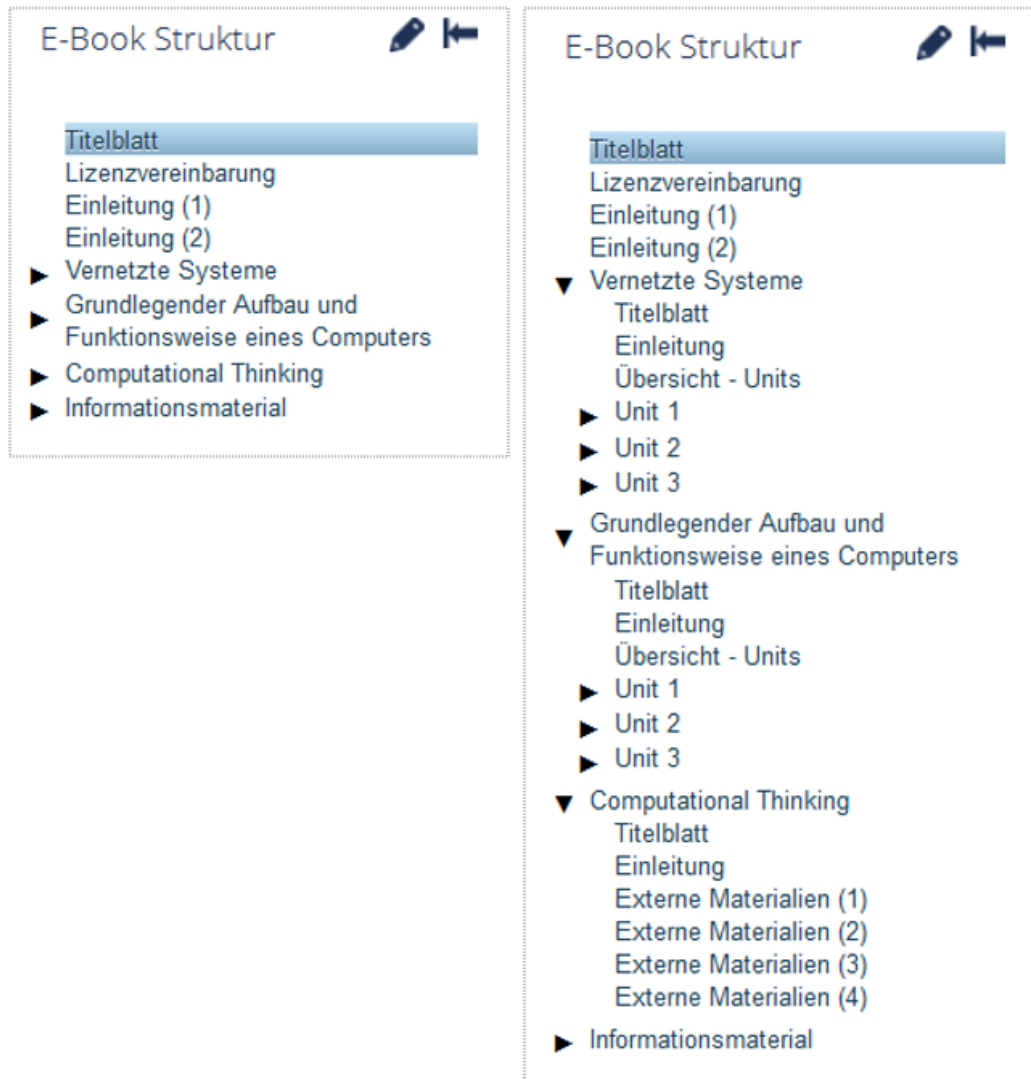 E-Book Struktur
Titelblatt
Lizenzvereinbarung
Einleitung (1)
Einleitung (2)
Vernetzte Systeme
Grundlegender Aufbau und
Funktionsweise eines Computers
Computational Thinking
Informationsmaterial
E-Book Struktur
Titelblatt
Lizenzvereinbarung
Einleitung (1)
Einleitung (2)
Vernetzte Systeme
Titelblatt
Einleitung
Übersicht - Units
Unit 1
Unit 2
Unit 3
Grundlegender Aufbau und
Funktionsweise eines Computers
Titelblatt
Einleitung
Übersicht - Units
Unit 1
Unit 2
Unit 3
Computational Thinking
Titelblatt
Einleitung
Externe Materialien (1)
Externe Materialien (2)
Externe Materialien (3)
Externe Materialien (4)
Informationsmaterial